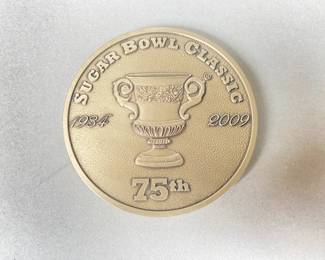 SUGAR BOWL CLASSIC
®
1934 2009
75th